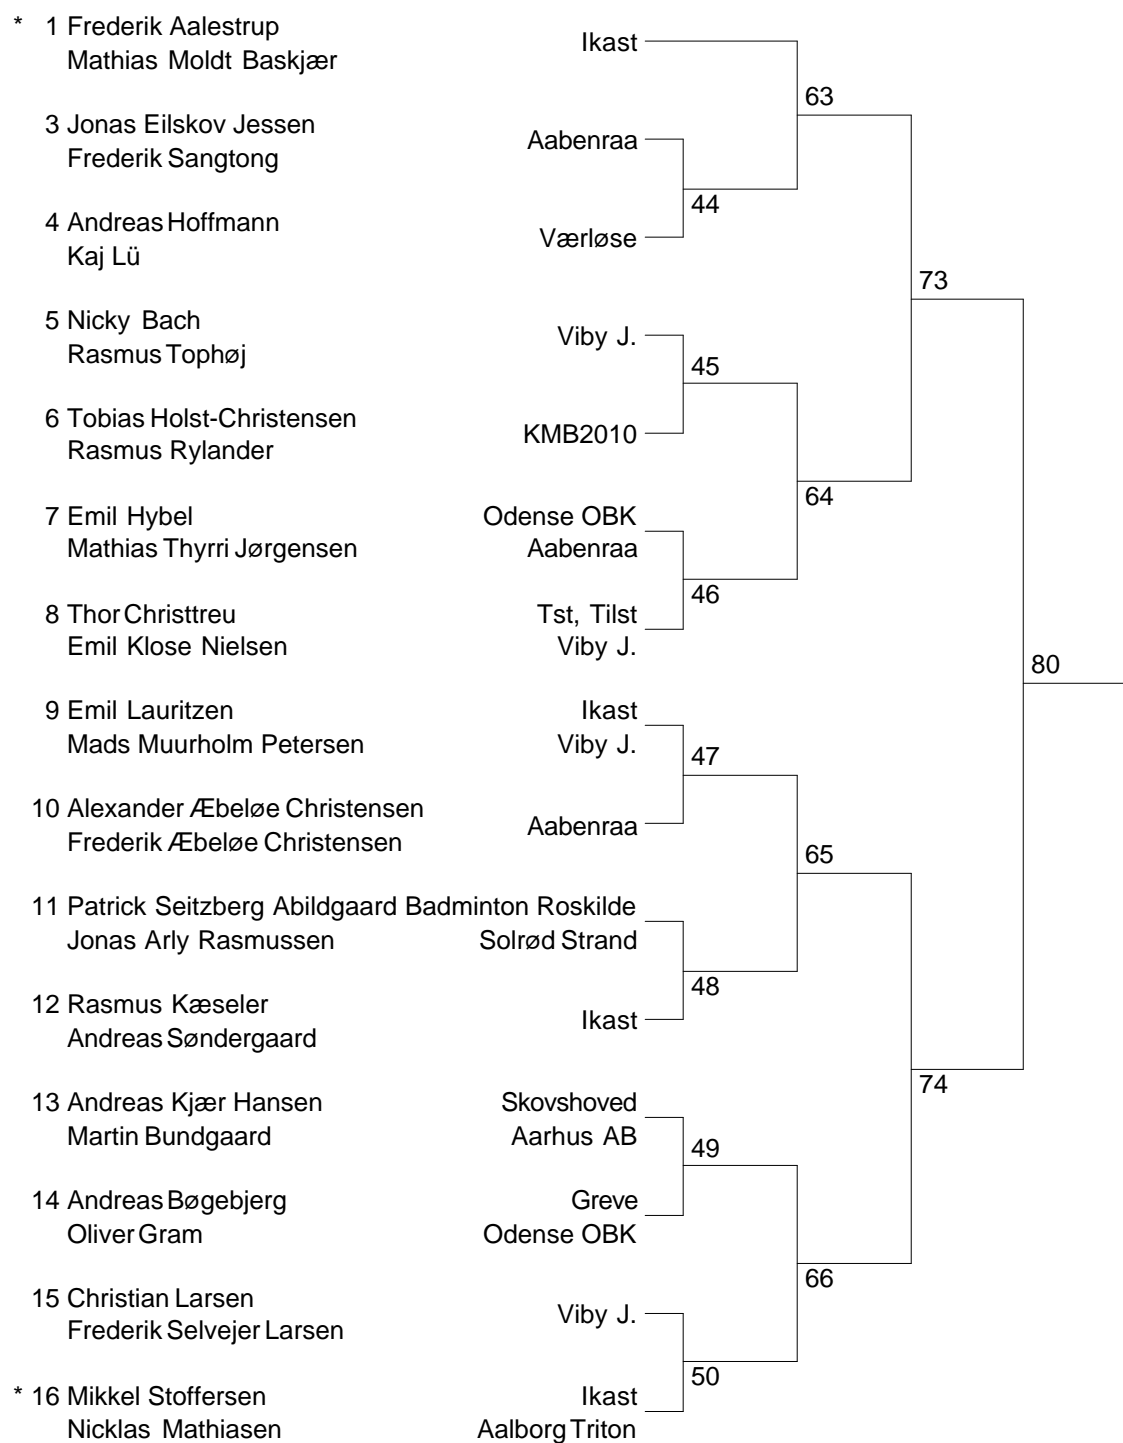 * 1 Frederik Aalestrup
Ikast
Mathias Moldt Baskjær
63
3 Jonas Eilskov Jessen
Aabenraa
Frederik Sangtong
44
4 Andreas Hoffmann
Værløse
Kaj Lü
73
5 Nicky Bach
Viby J.
Rasmus Tophøj
45
6 Tobias Holst-Christensen
KMB2010
Rasmus Rylander
64
7 Emil Hybel Odense OBK
Mathias Thyrri Jørgensen Aabenraa
46
8 Thor Christtreu Tst, Tilst
Emil Klose Nielsen Viby J.
80
9 Emil Lauritzen Ikast
Mads Muurholm Petersen Viby J.
47
10 Alexander Æbeløe Christensen
Aabenraa
Frederik Æbeløe Christensen
65
11 Patrick Seitzberg Abildgaard Badminton Roskilde
Jonas Arly Rasmussen Solrød Strand
48
12 Rasmus Kæseler
Ikast
Andreas Søndergaard
74
13 Andreas Kjær Hansen Skovshoved
Martin Bundgaard Aarhus AB
49
14 Andreas Bøgebjerg Greve
Oliver Gram Odense OBK
66
15 Christian Larsen
Viby J.
Frederik Selvejer Larsen
50
* 16 Mikkel Stoffersen Ikast
Nicklas Mathiasen Aalborg Triton